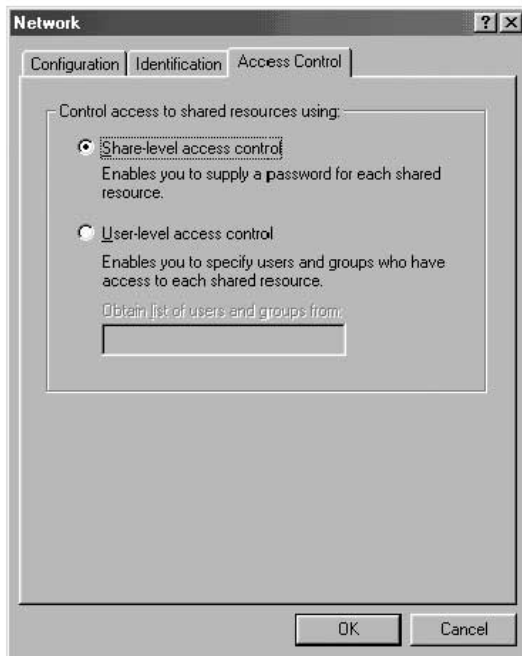 Network
? X
Configuration Identification Access Control
Control access to shared resources using:
Share-level access control
Enables you to supply a password for each shared
resource.
User-level access control
Enables you to specify users and groups who have
access to each shared resource.
Obtain list of users and groups from:
OK Cancel